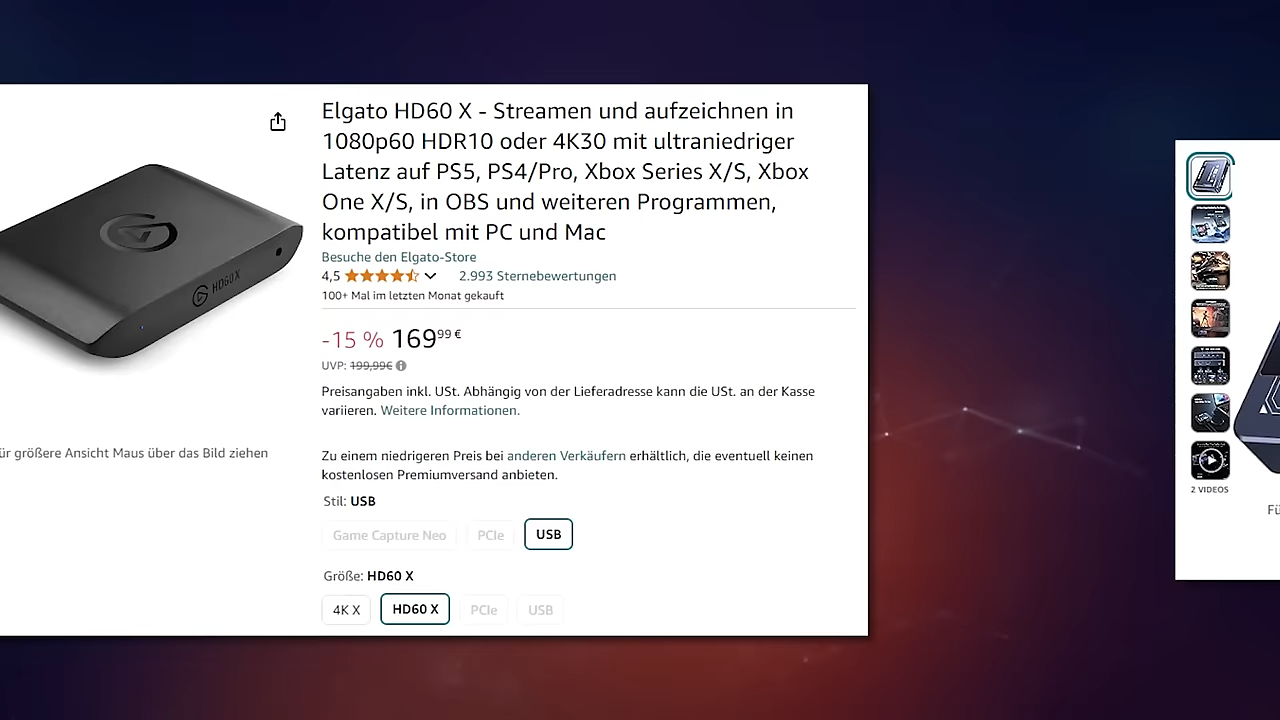 Elgato HD60 X - Streamen und aufzeichnen in
1080p60 HDR10 oder 4K30 mit ultraniedriger
Latenz auf PS5, PS4/Pro, Xbox Series X/S, Xbox
One X/S, in OBS und weiteren Programmen,
kompatibel mit PC und Mac
Besuche den Elgato-Store
4,5 2.993 Sternebewertungen
100+ Mal im letzten Monat gekauft
-15 % 169 99 €
UVP: 199,99€
Preisangaben inkl. USt. Abhängig von der Lieferadresse kann die USt. an der Kasse
variieren. Weitere Informationen.
Zu einem niedrigeren Preis bei anderen Verkäufern erhältlich, die eventuell keinen
kostenlosen Premiumversand anbieten.
Stil: USB
Game Capture Neo PCIe USB
Größe: HD60 X
4K X HD60 X PCIe USB
HD60 X
ür größere Ansicht Maus über das Bild ziehen
2 VIDEOS
Fü